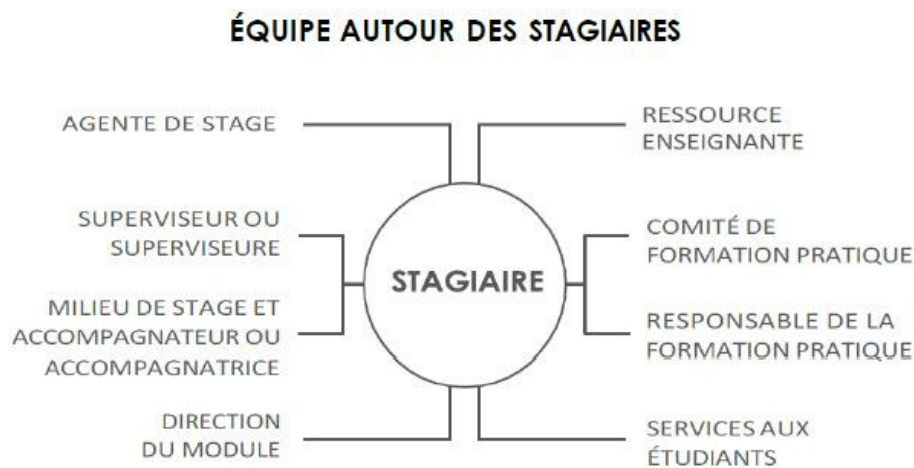 ÉQUIPE AUTOUR DES STAGIAIRES
AGENTE DE STAGE
RESSOURCE
ENSEIGNANTE
SUPERVISEUR OU
SUPERVISEURE
COMITÉ DE
FORMATION PRATIQUE
STAGIAIRE
MILIEU DE STAGE ET
ACCOMPAGNATEUR OU
ACCOMPAGNATRICE
RESPONSABLE DE LA
FORMATION PRATIQUE
DIRECTION
DU MODULE
SERVICES AUX
ÉTUDIANTS